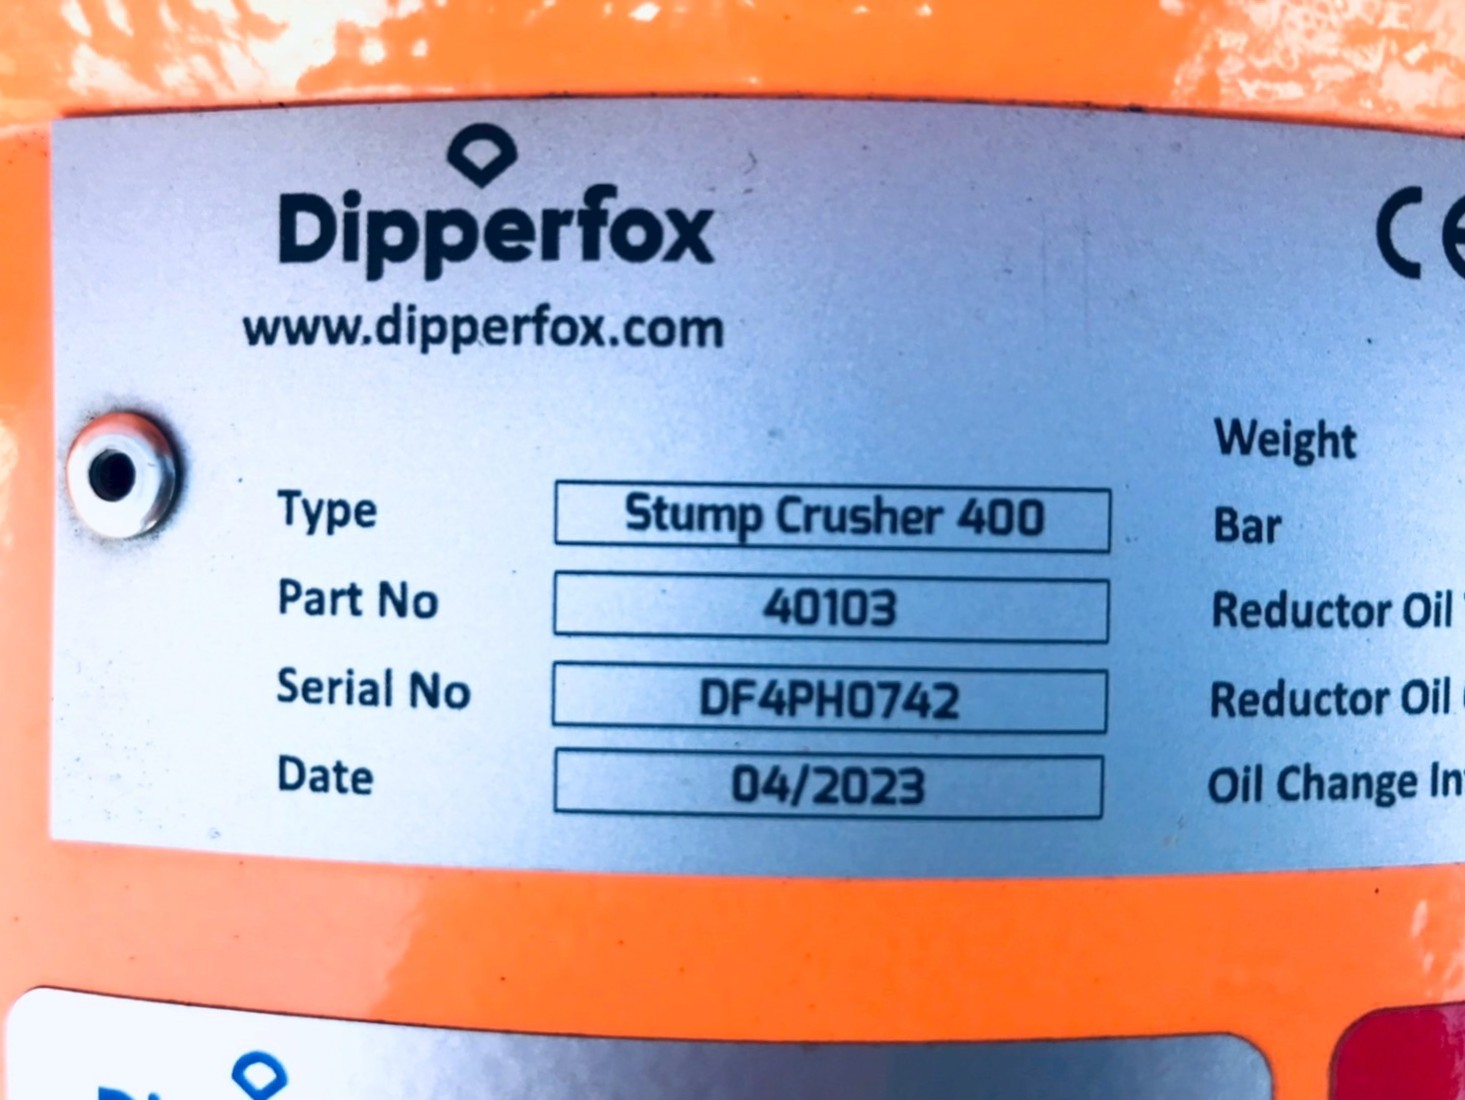 Dipperfox
www.dipperfox.com
CE
Weight
Type Stump Crusher 400
Bar
Part No 40103
Reductor Oil
Serial No DF4PH0742
Reductor Oil
Date 04/2023
Oil Change